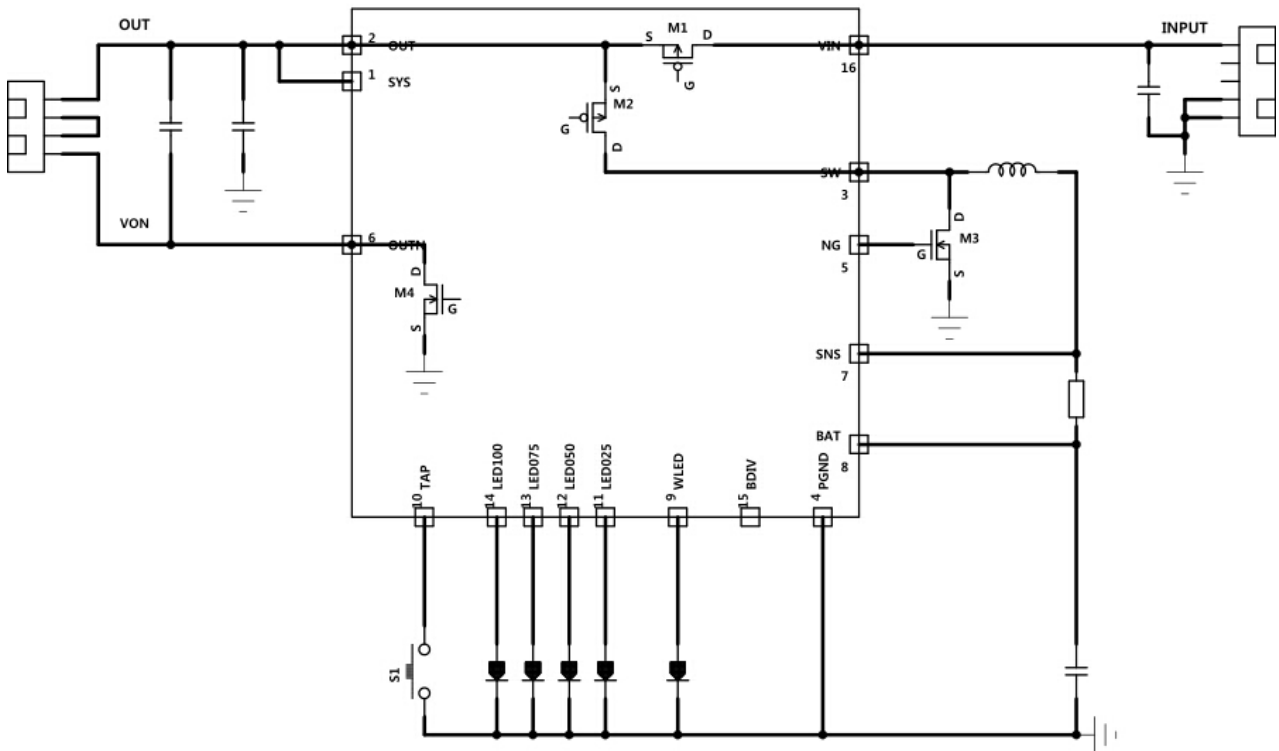 OUT
M1
INPUT
2
OUT
S
D
VIN
16
1
SYS
G
S
M2
G
D
SW
3
VON
6
OUTN
NG
5
G
D
M3
S
D
M4
G
S
SNS
7
BAT
8
10 TAP
14 LED100
13 LED075
12 LED050
11 LED025
9 WLED
15 BDIV
4 PGND
S1